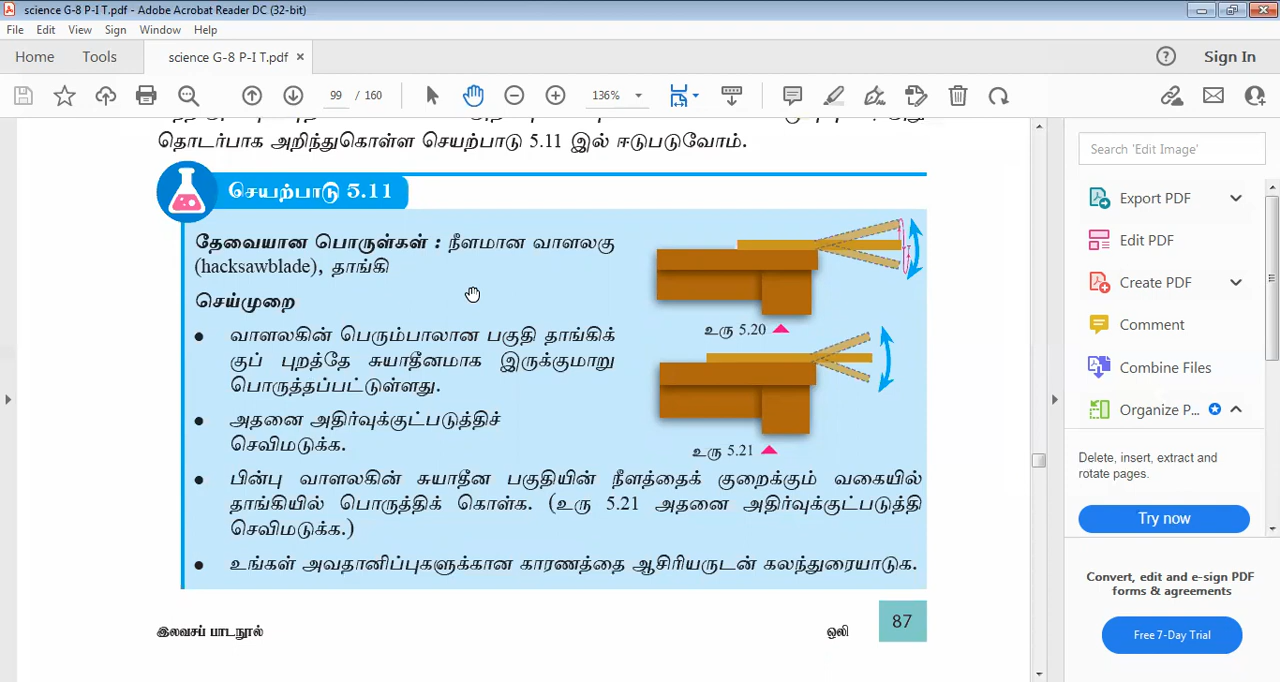 science G-8 P-I T.pdf - Adobe Acrobat Reader DC (32-bit)
File Edit View Sign Window Help
Home Tools science G-8 P-I T.pdf × Sign In
99 / 160 136%
தொடர்பாக அறிந்துகொள்ள செயற்பாடு 5.11 இல் ஈடுபடுவோம்.
செயற்பாடு 5.11
தேவையான பொருள்கள் : நீளமான வாளலகு
(hacksawblade), தாங்கி
செய்முறை
• வாளலகின் பெரும்பாலான பகுதி தாங்கிக்
குப் புறத்தே சுயாதீனமாக இருக்குமாறு
பொருத்தப்பட்டுள்ளது.
• அதனை அதிர்வுக்குட்படுத்திச்
செவிமடுக்க.
உரு 5.20
உரு 5.21
• பின்பு வாளலகின் சுயாதீன பகுதியின் நீளத்தைக் குறைக்கும் வகையில்
தாங்கியில் பொருத்திக் கொள்க. (உரு 5.21 அதனை அதிர்வுக்குட்படுத்தி
செவிமடுக்க.)
• உங்கள் அவதானிப்புகளுக்கான காரணத்தை ஆசிரியருடன் கலந்துரையாடுக.
இலவசப் பாடநூல் ஒலி 87
Search 'Edit Image'
Export PDF
Edit PDF
Create PDF
Comment
Combine Files
Organize P...
Delete, insert, extract and
rotate pages.
Try now
Convert, edit and e-sign PDF
forms & agreements
Free 7-Day Trial